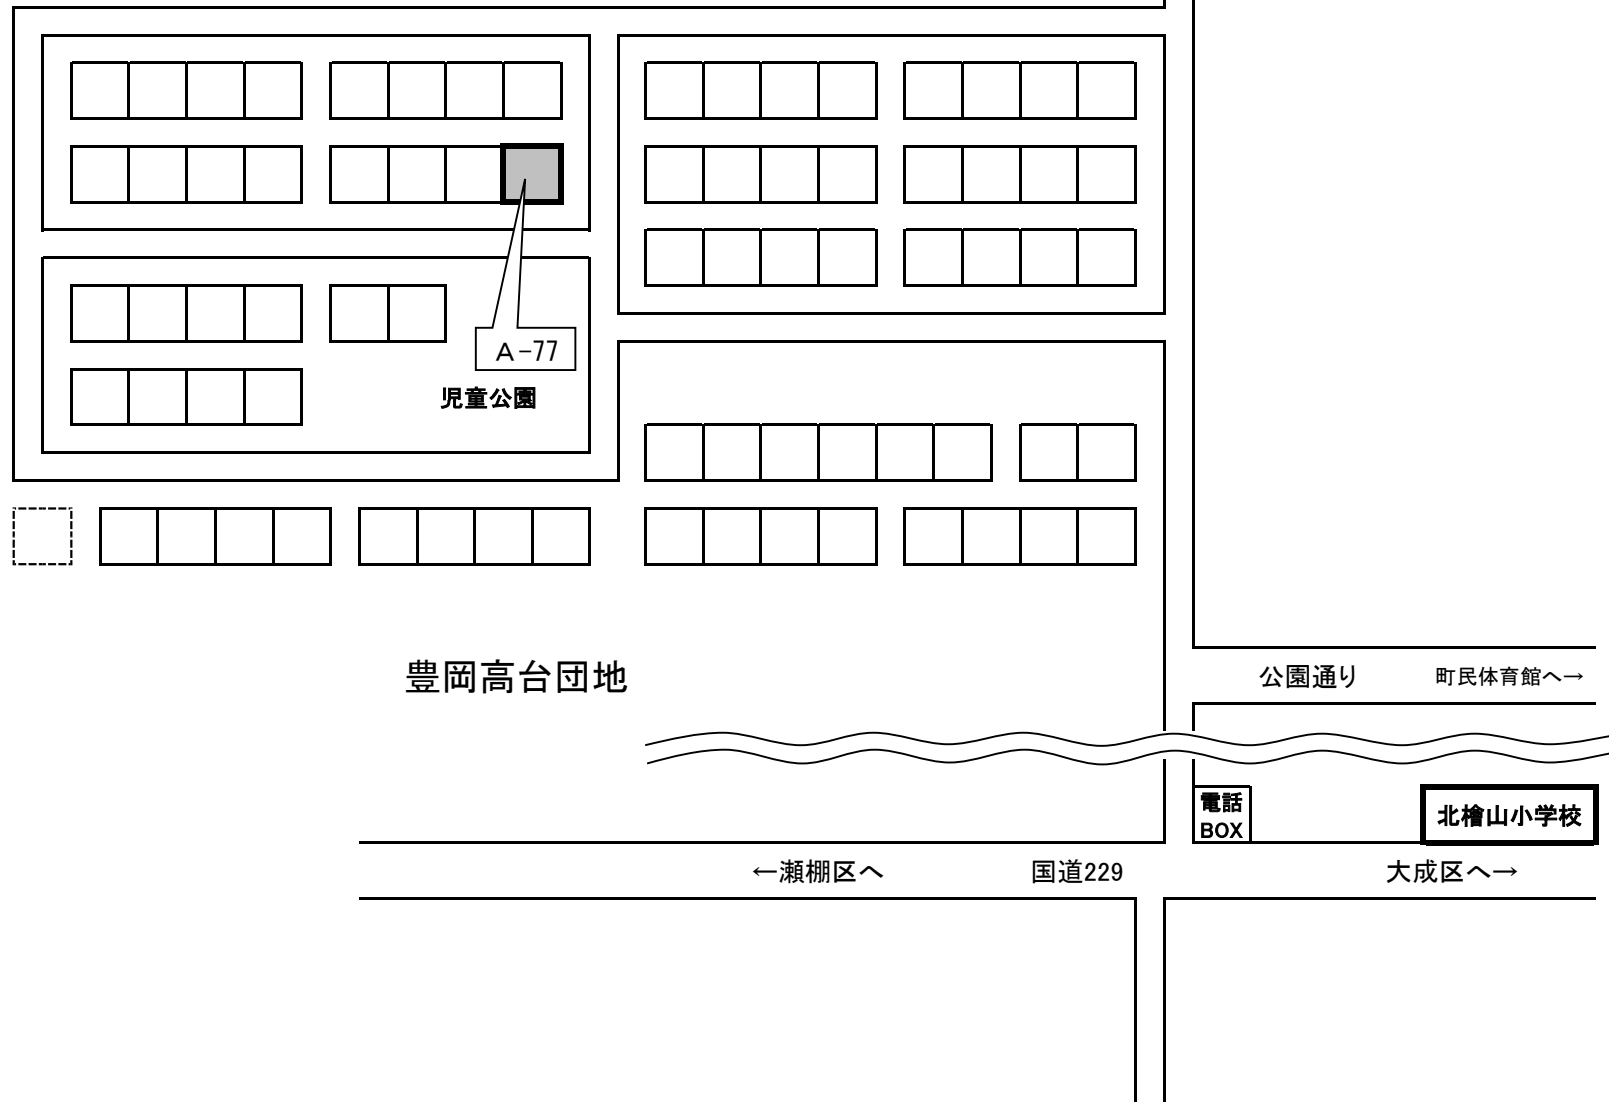 A-77
児童公園
豊岡高台団地
公園通り 町民体育館へ→
電話
BOX
北檜山小学校
←瀬棚区へ 国道229 大成区へ→